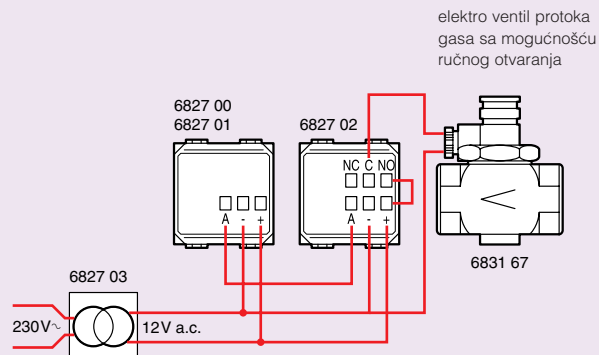 elektro ventil protoka
gasa sa mogućnošću
ručnog otvaranja
6827 00
6827 01
6827 02
NC C NO
A - +
A - +
6831 67
6827 03
230V~
12V a.c.